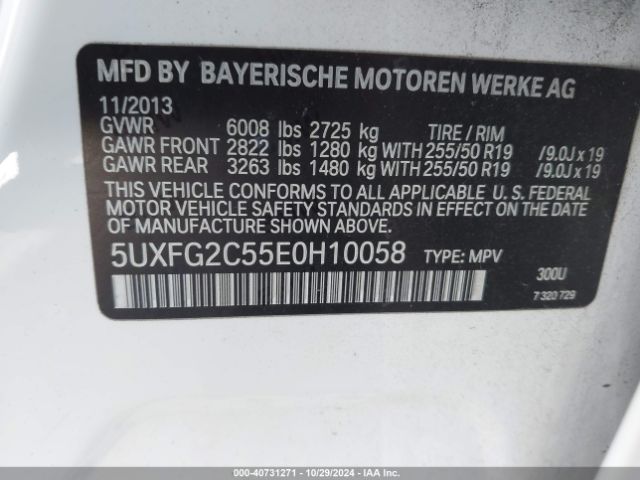 MFD BY BAYERISCHE MOTOREN WERKE AG
11/2013
GVWR 6008 lbs 2725 kg TIRE / RIM
GAWR FRONT 2822 lbs 1280 kg WITH 255/50 R19 /9.0J x 19
GAWR REAR 3263 lbs 1480 kg WITH 255/50 R19 /9.0J x 19
THIS VEHICLE CONFORMS TO ALL APPLICABLE U. S. FEDERAL
MOTOR VEHICLE SAFETY STANDARDS IN EFFECT ON THE DATE
OF MANUFACTURE SHOWN ABOVE.
5UXFG2C55E0H10058 TYPE: MPV
300U
7 320 729
000-40731271 | 10/29/2024 | IAAI.COM